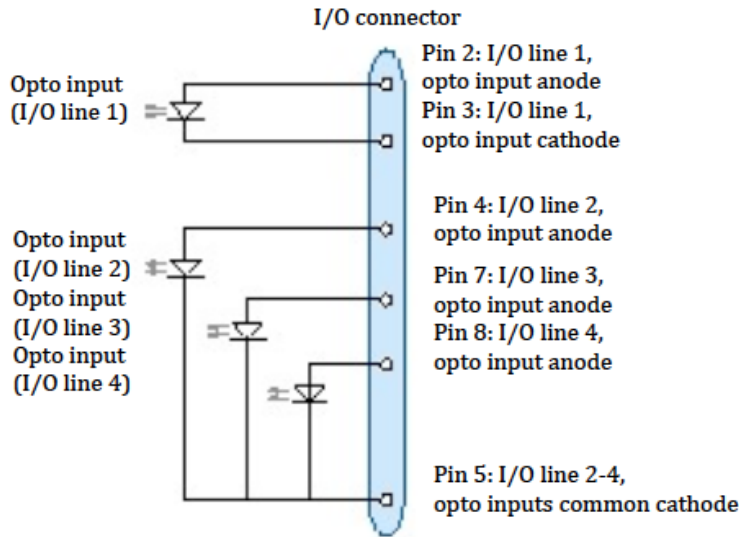 I/O connector
Opto input
(I/O line 1)
Pin 2: I/O line 1,
opto input anode
Pin 3: I/O line 1,
opto input cathode
Opto input
(I/O line 2)
Opto input
(I/O line 3)
Opto input
(I/O line 4)
Pin 4: I/O line 2,
opto input anode
Pin 7: I/O line 3,
opto input anode
Pin 8: I/O line 4,
opto input anode
Pin 5: I/O line 2-4,
opto inputs common cathode